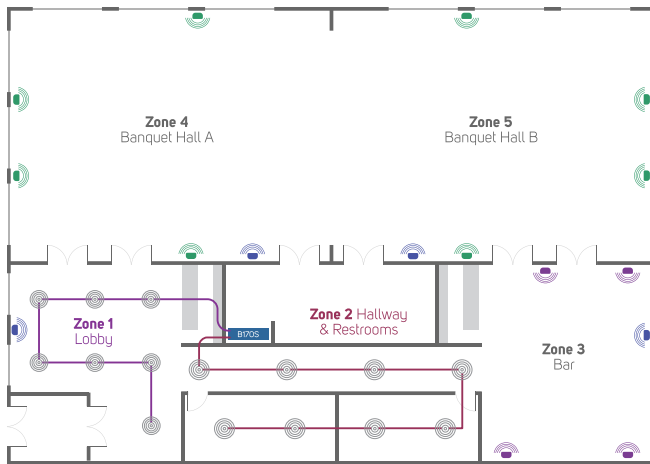 Zone 4
Banquet Hall A
Zone 5
Banquet Hall B
Zone 1
Lobby
B170S
Zone 2 Hallway
& Restrooms
Zone 3
Bar